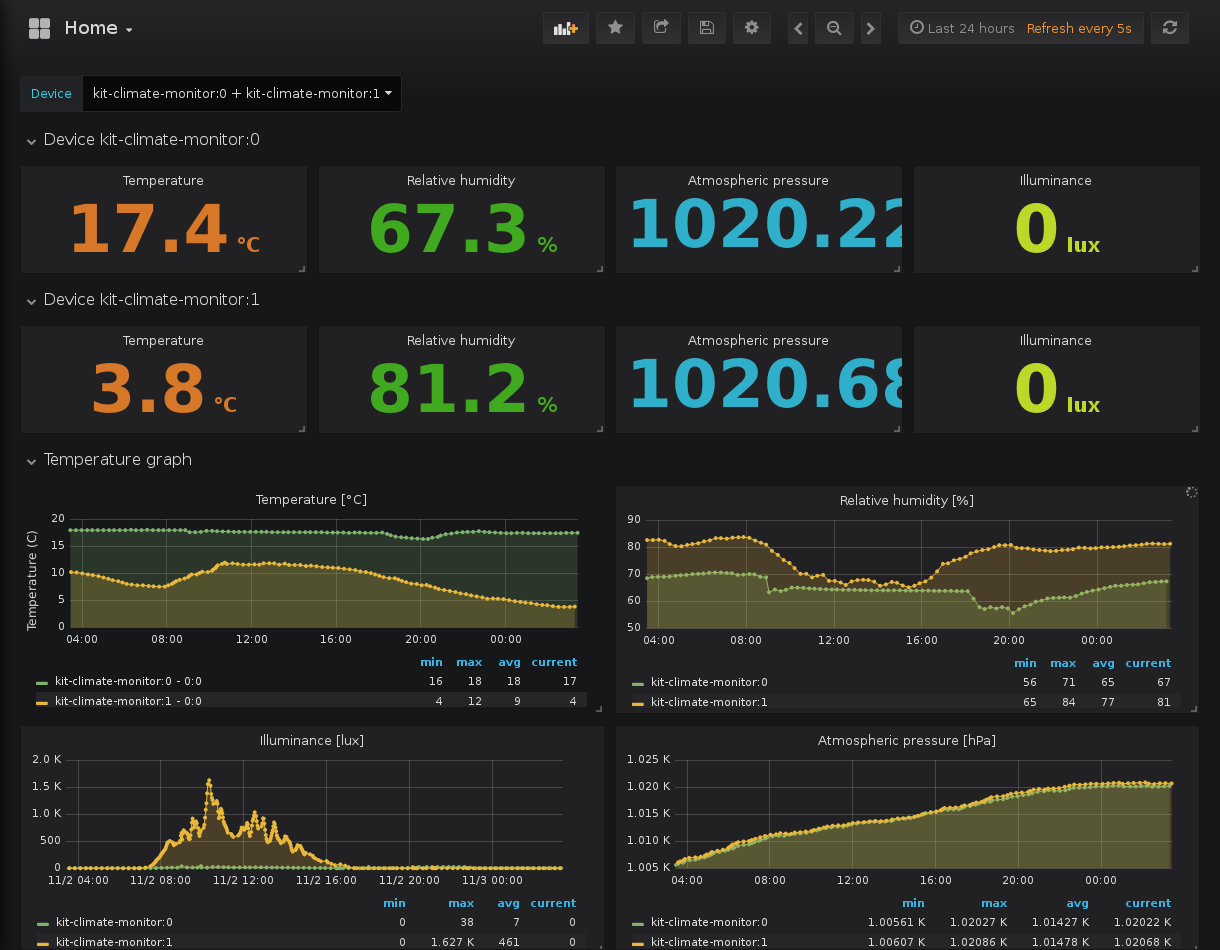 Home
Last 24 hours Refresh every 5s
Device kit-climate-monitor:0 + kit-climate-monitor:1
Device kit-climate-monitor:0
Temperature Relative humidity Atmospheric pressure Illuminance
17.4 °C 67.3 % 1020.22 0 lux
Device kit-climate-monitor:1
Temperature Relative humidity Atmospheric pressure Illuminance
3.8 °C 81.2 % 1020.68 0 lux
Temperature graph
Temperature [°C]
Temperature (C)
20
15
10
5
0
04:00 08:00 12:00 16:00 20:00 00:00
min max avg current
kit-climate-monitor:0 - 0:0 16 18 18 17
kit-climate-monitor:1 - 0:0 4 12 9 4
Relative humidity [%]
90
80
70
60
50
04:00 08:00 12:00 16:00 20:00 00:00
min max avg current
kit-climate-monitor:0 56 71 65 67
kit-climate-monitor:1 65 84 77 81
Illuminance [lux]
2.0 K
1.5 K
1.0 K
500
0
11/2 04:00 11/2 08:00 11/2 12:00 11/2 16:00 11/2 20:00 11/3 00:00
min max avg current
kit-climate-monitor:0 0 38 7 0
kit-climate-monitor:1 0 1.627 K 461 0
Atmospheric pressure [hPa]
1.025 K
1.020 K
1.015 K
1.010 K
1.005 K
04:00 08:00 12:00 16:00 20:00 00:00
min max avg current
kit-climate-monitor:0 1.00561 K 1.02027 K 1.01427 K 1.02022 K
kit-climate-monitor:1 1.00607 K 1.02086 K 1.01478 K 1.02068 K